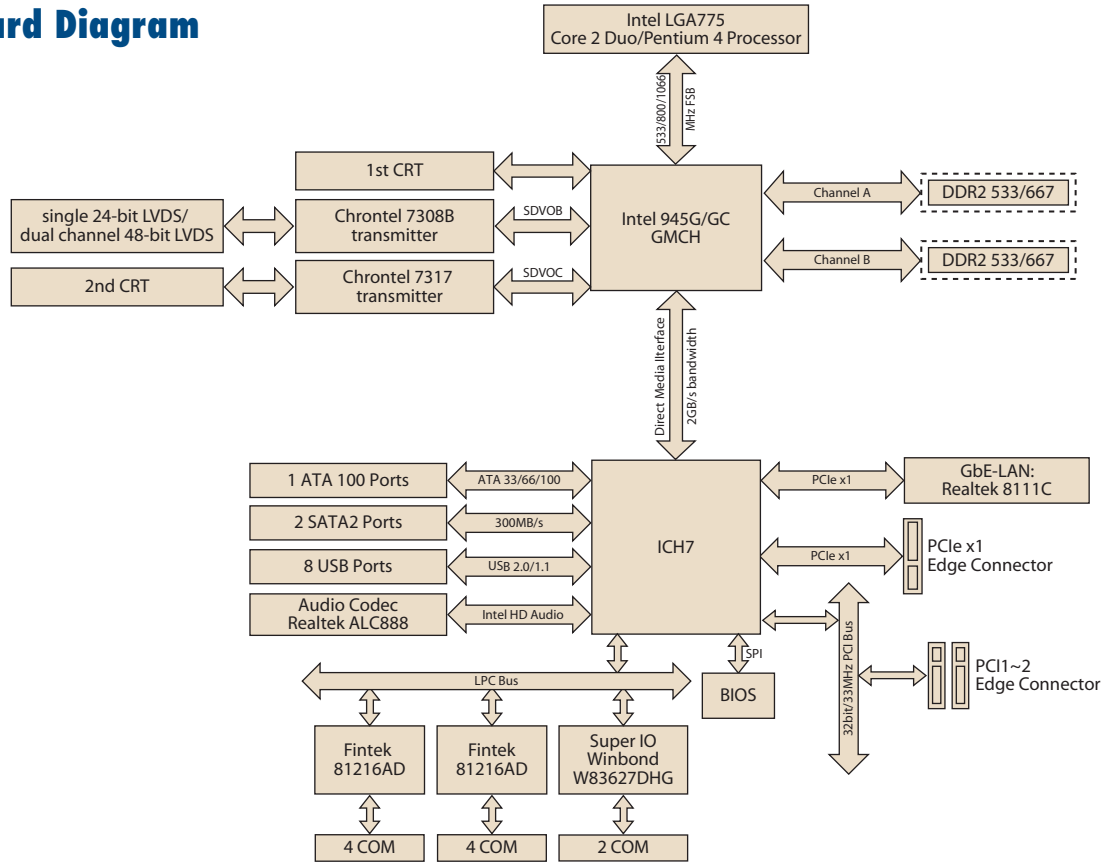 ard Diagram
Intel LGA775
Core 2 Duo/Pentium 4 Processor
533/800/1066
MHz FSB
1st CRT
single 24-bit LVDS/
dual channel 48-bit LVDS
Chrontel 7308B
transmitter
SDVOB
2nd CRT
Chrontel 7317
transmitter
SDVOC
Intel 945G/GC
GMCH
Channel A
DDR2 533/667
Channel B
DDR2 533/667
Direct Media IIterface
2GB/s bandwidth
1 ATA 100 Ports
ATA 33/66/100
2 SATA2 Ports
300MB/s
8 USB Ports
USB 2.0/1.1
Audio Codec
Realtek ALC888
Intel HD Audio
ICH7
PCIe x1
GbE-LAN:
Realtek 8111C
PCIe x1
PCIe x1
Edge Connector
32bit/33MHz PCI Bus
PCI1~2
Edge Connector
SPI
BIOS
LPC Bus
Fintek
81216AD
Fintek
81216AD
Super IO
Winbond
W83627DHG
4 COM
4 COM
2 COM